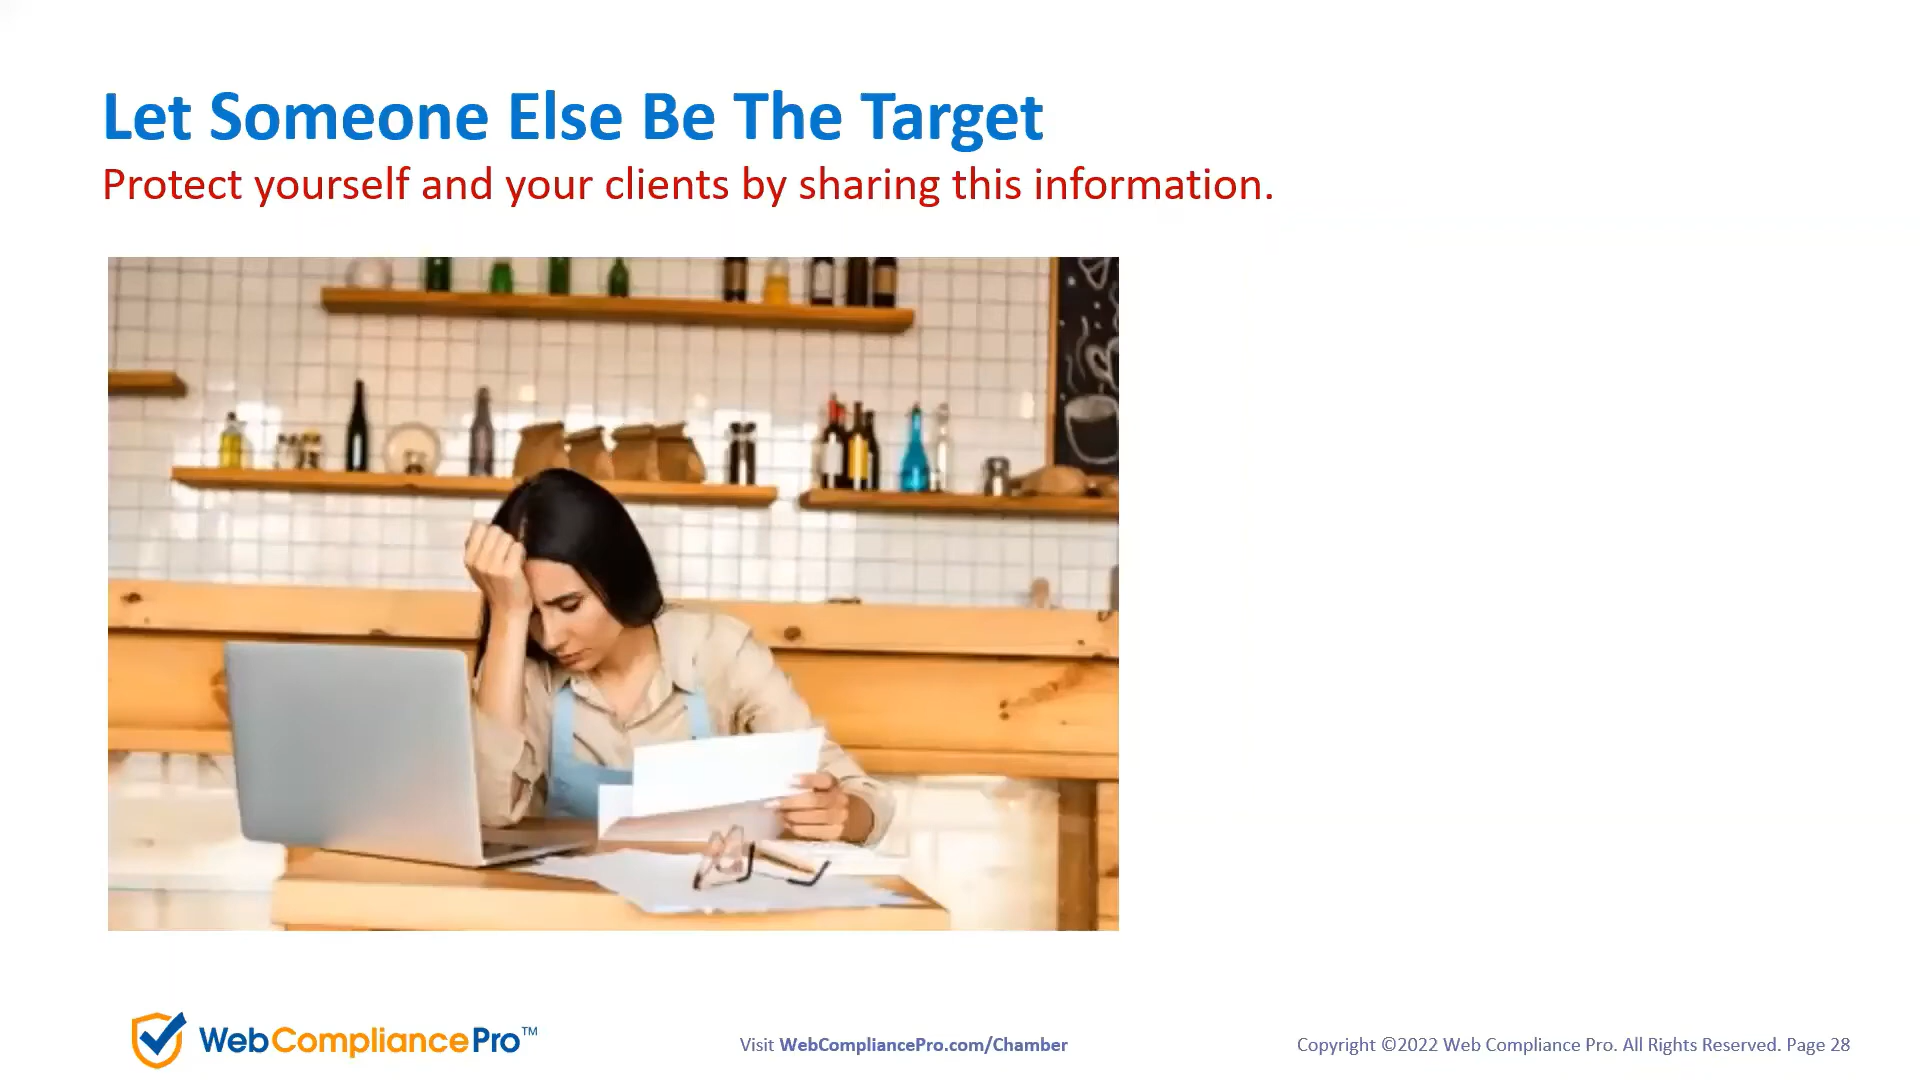 Let Someone Else Be The Target
Protect yourself and your clients by sharing this information.
WebCompliancePro™
Visit WebCompliancePro.com/Chamber
Copyright ©2022 Web Compliance Pro. All Rights Reserved. Page 28